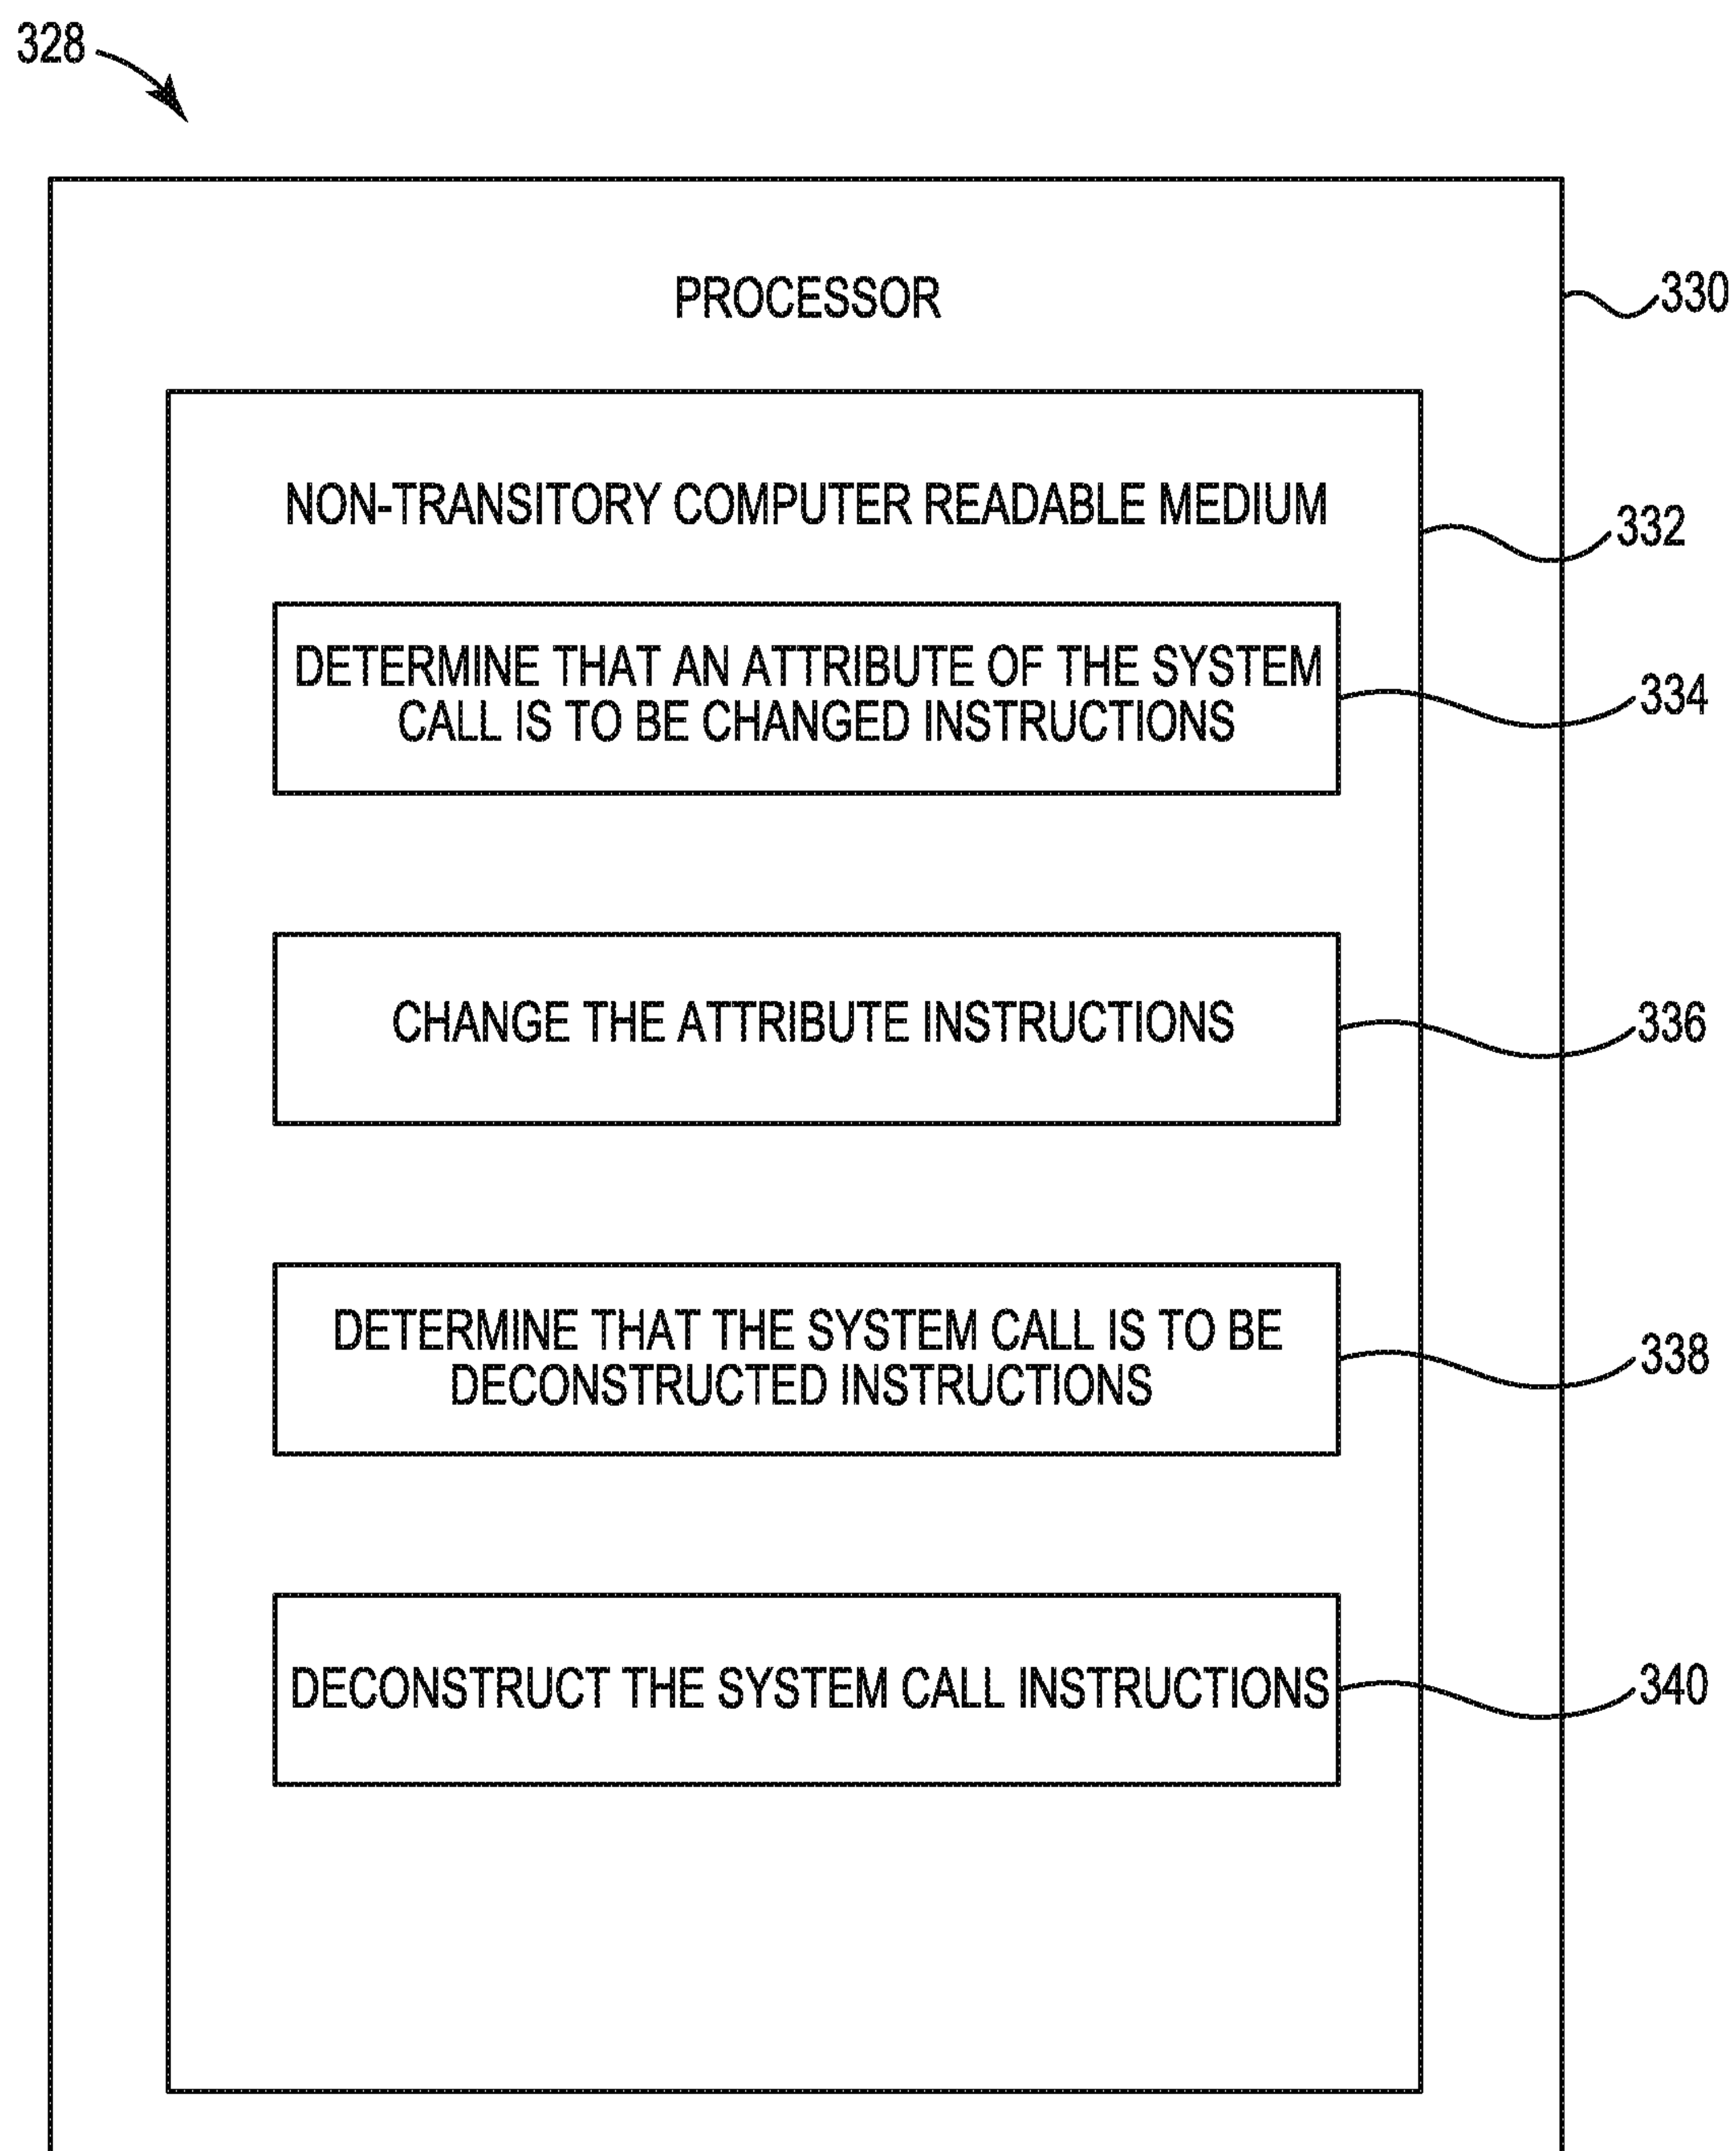 328
PROCESSOR
330
NON-TRANSITORY COMPUTER READABLE MEDIUM
332
DETERMINE THAT AN ATTRIBUTE OF THE SYSTEM
CALL IS TO BE CHANGED INSTRUCTIONS
334
CHANGE THE ATTRIBUTE INSTRUCTIONS
336
DETERMINE THAT THE SYSTEM CALL IS TO BE
DECONSTRUCTED INSTRUCTIONS
338
DECONSTRUCT THE SYSTEM CALL INSTRUCTIONS
340